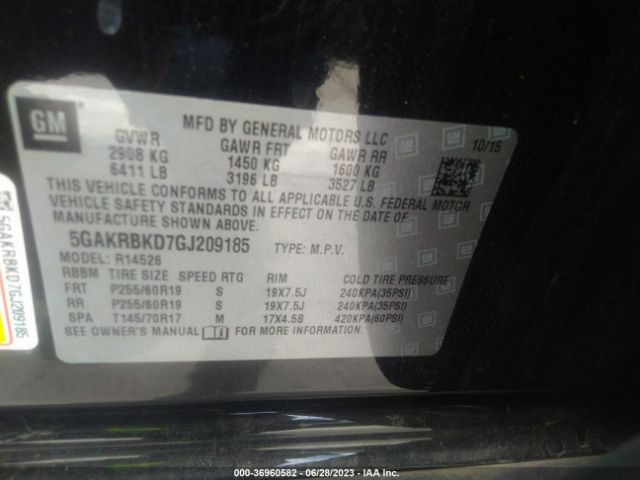 GM
MFD BY GENERAL MOTORS LLC
10/15
GVWR GAWR FRT GAWR RR
2908 KG 1450 KG 1600 KG
6411 LB 3196 LB 3527 LB
THIS VEHICLE CONFORMS TO ALL APPLICABLE U.S. FEDERAL MOTOR
VEHICLE SAFETY STANDARDS IN EFFECT ON THE DATE OF
MANUFACTURE SHOWN ABOVE.
5GAKRBKD7GJ209185 TYPE: M.P.V.
MODEL: R14526
RBBM TIRE SIZE SPEED RTG RIM COLD TIRE PRESSURE
FRT P255/60R19 S 19X7.5J 240KPA(35PSI)
RR P255/60R19 S 19X7.5J 240KPA(35PSI)
SPA T145/70R17 M 17X4.5B 420KPA(60PSI)
SEE OWNER'S MANUAL FOR MORE INFORMATION.
5GAKRBKD7GJ209185
000-36960582 - 06/28/2023 - IAA Inc.